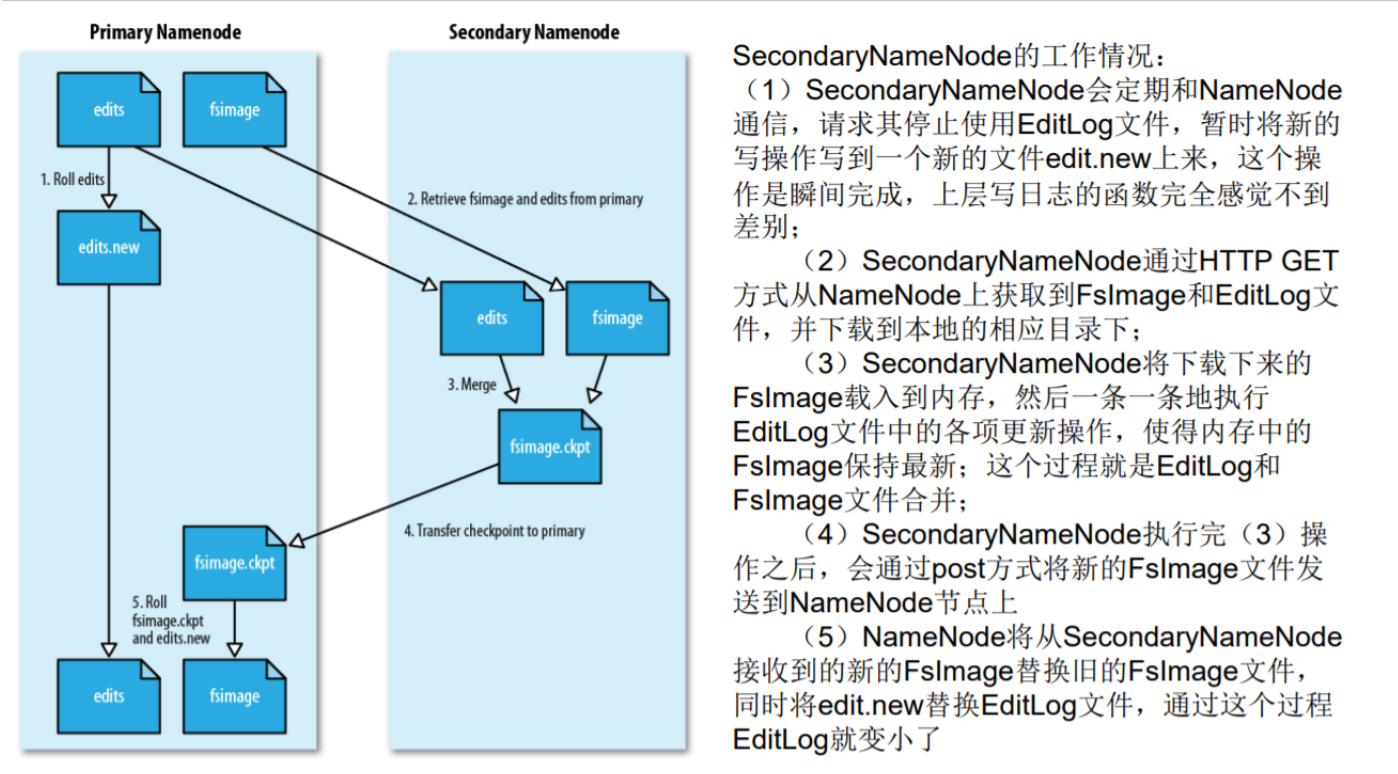 Primary Namenode
Secondary Namenode
edits
fsimage
1. Roll edits
2. Retrieve fsimage and edits from primary
edits.new
edits
fsimage
3. Merge
fsimage.ckpt
4. Transfer checkpoint to primary
fsimage.ckpt
5. Roll
fsimage.ckpt
and edits.new
edits
fsimage
SecondaryNameNode的工作情况：
（1）SecondaryNameNode会定期和NameNode
通信，请求其停止使用EditLog文件，暂时将新的
写操作写到一个新的文件edit.new上来，这个操
作是瞬间完成，上层写日志的函数完全感觉不到
差别；
（2）SecondaryNameNode通过HTTP GET
方式从NameNode上获取到FsImage和EditLog文
件，并下载到本地的相应目录下；
（3）SecondaryNameNode将下载下来的
FsImage载入到内存，然后一条一条地执行
EditLog文件中的各项更新操作，使得内存中的
FsImage保持最新；这个过程就是EditLog和
FsImage文件合并；
（4）SecondaryNameNode执行完（3）操
作之后，会通过post方式将新的FsImage文件发
送到NameNode节点上
（5）NameNode将从SecondaryNameNode
接收到的新的FsImage替换旧的FsImage文件，
同时将edit.new替换EditLog文件，通过这个过程
EditLog就变小了